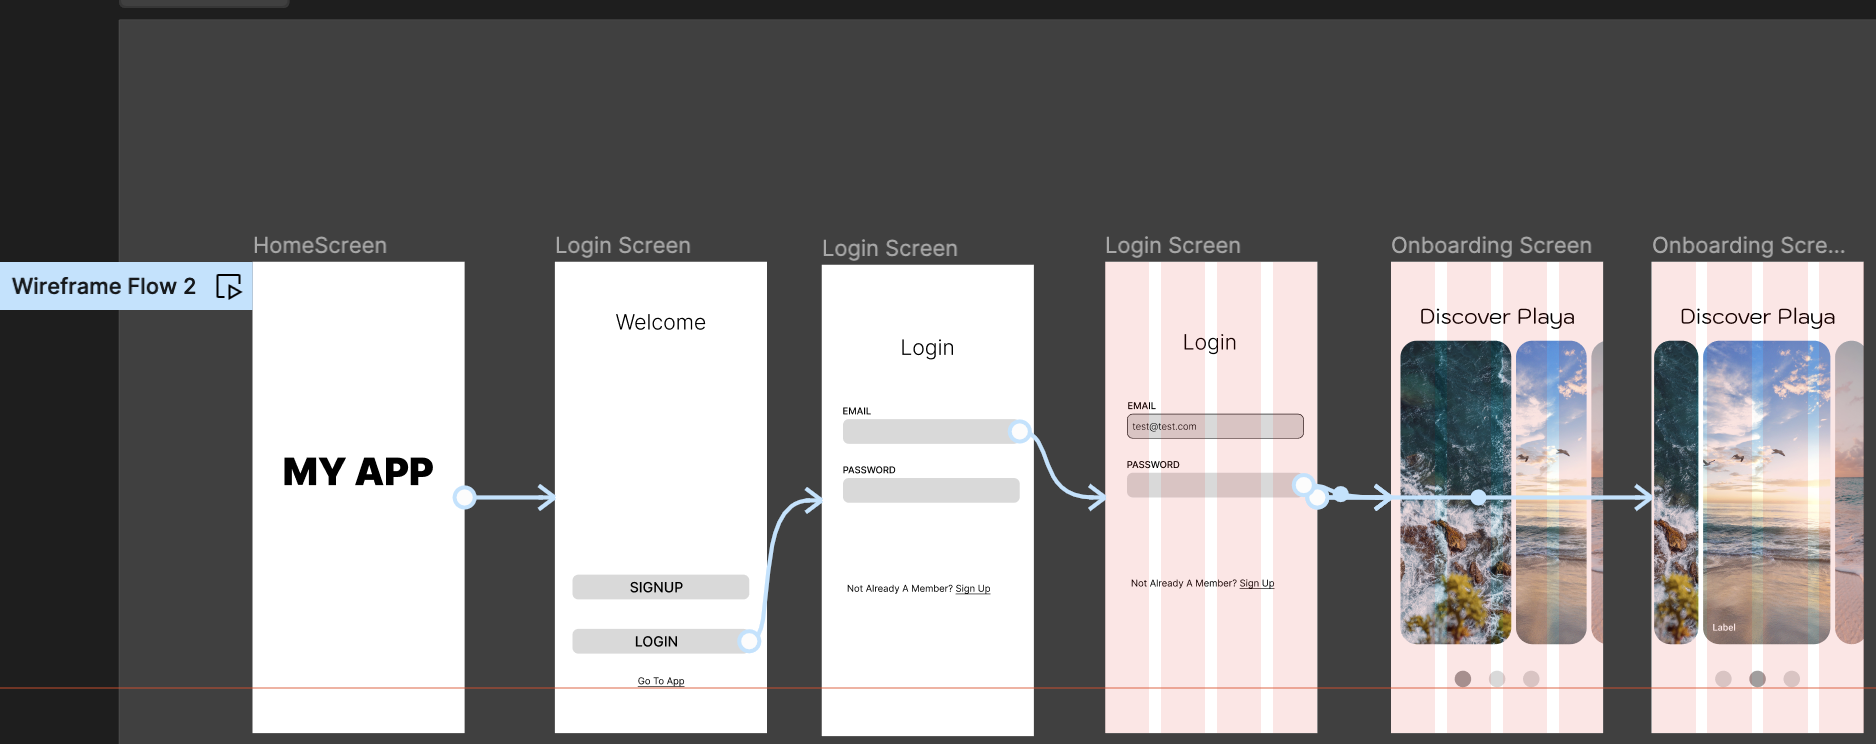 HomeScreen
Login Screen
Login Screen
Login Screen
Onboarding Screen
Onboarding Scre...
Wireframe Flow 2
MY APP
Welcome
SIGNUP
LOGIN
Go To App
Login
EMAIL
PASSWORD
Not Already A Member? Sign Up
Login
EMAIL
test@test.com
PASSWORD
Not Already A Member? Sign Up
Discover Playa
Discover Playa
Label